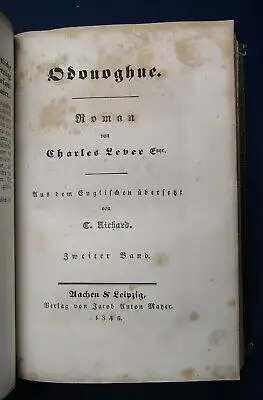 Odonoghue.
Roman
von
Charles Lever Esqr.
Aus dem Englischen übersetzt
von
C. Richard.
Zweiter Band.
Aachen & Leipzig,
Verlag von Jacob Anton Mayer.
1846